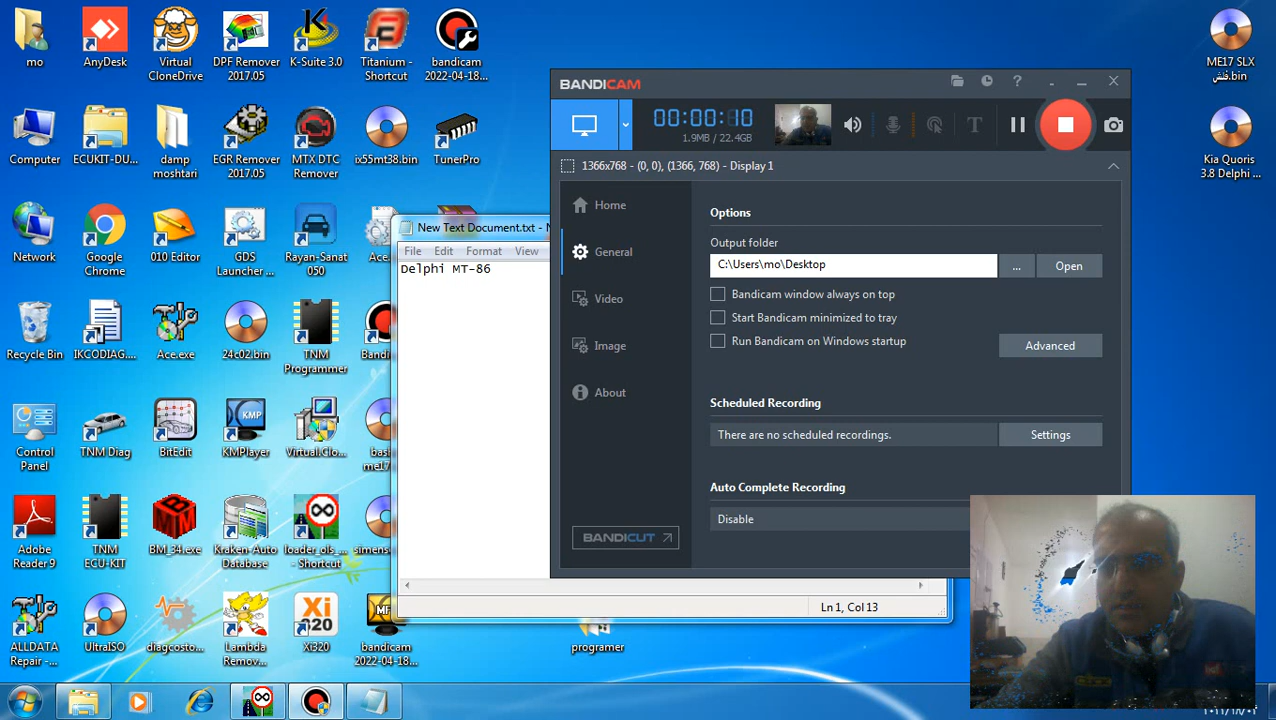 mo
AnyDesk
Virtual
CloneDrive
DPF Remover
2017.05
K-Suite 3.0
Titanium -
Shortcut
bandicam
2022-04-18...
ME17 SLX
فلش.bin
Computer
ECUKIT-DU...
damp
moshtari
EGR Remover
2017.05
MTX DTC
Remover
ix55mt38.bin
TunerPro
Kia Quoris
3.8 Delphi ...
Network
Google
Chrome
010 Editor
GDS
Launcher ...
Rayan-Sanat
050
Recycle Bin
IKCODIAG....
Ace.exe
24c02.bin
TNM
Programmer
Control
Panel
TNM Diag
BitEdit
KMPlayer
Virtual.Clo...
Adobe
Reader 9
TNM
ECU-KIT
BM_34.exe
Kraken-Auto
Database
loader_ols_...
- Shortcut
ALLDATA
Repair -...
UltraISO
diagcosto...
Lambda
Remov...
Xi320
bandicam
2022-04-18...
programer
New Text Document.txt - N
File Edit Format View
Delphi MT-86
Ln 1, Col 13
BANDICAM
00:00:10
1.9MB / 22.4GB
1366x768 - (0, 0), (1366, 768) - Display 1
Home
General
Video
Image
About
BANDICUT
Options
Output folder
C:\Users\mo\Desktop
...
Open
Bandicam window always on top
Start Bandicam minimized to tray
Run Bandicam on Windows startup
Advanced
Scheduled Recording
There are no scheduled recordings.
Settings
Auto Complete Recording
Disable